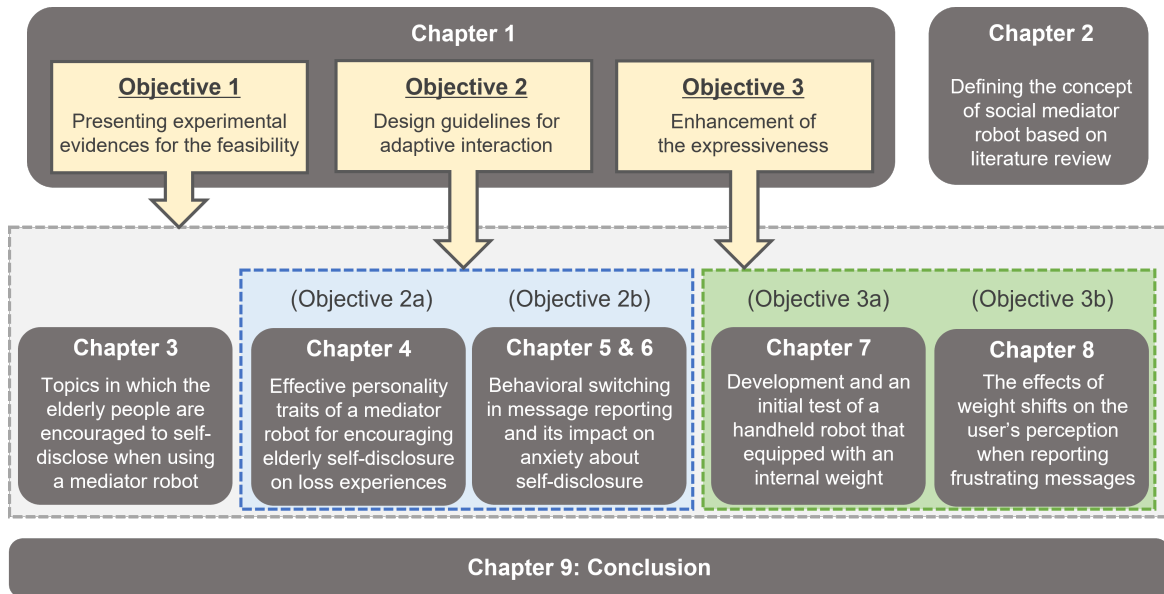 Chapter 1
Objective 1
Presenting experimental
evidences for the feasibility
Objective 2
Design guidelines for
adaptive interaction
Objective 3
Enhancement of
the expressiveness
Chapter 2
Defining the concept
of social mediator
robot based on
literature review
(Objective 2a)
(Objective 2b)
(Objective 3a)
(Objective 3b)
Chapter 3
Topics in which the
elderly people are
encouraged to self-
disclose when using
a mediator robot
Chapter 4
Effective personality
traits of a mediator
robot for encouraging
elderly self-disclosure
on loss experiences
Chapter 5 & 6
Behavioral switching
in message reporting
and its impact on
anxiety about
self-disclosure
Chapter 7
Development and an
initial test of a
handheld robot that
equipped with an
internal weight
Chapter 8
The effects of
weight shifts on the
user's perception
when reporting
frustrating messages
Chapter 9: Conclusion